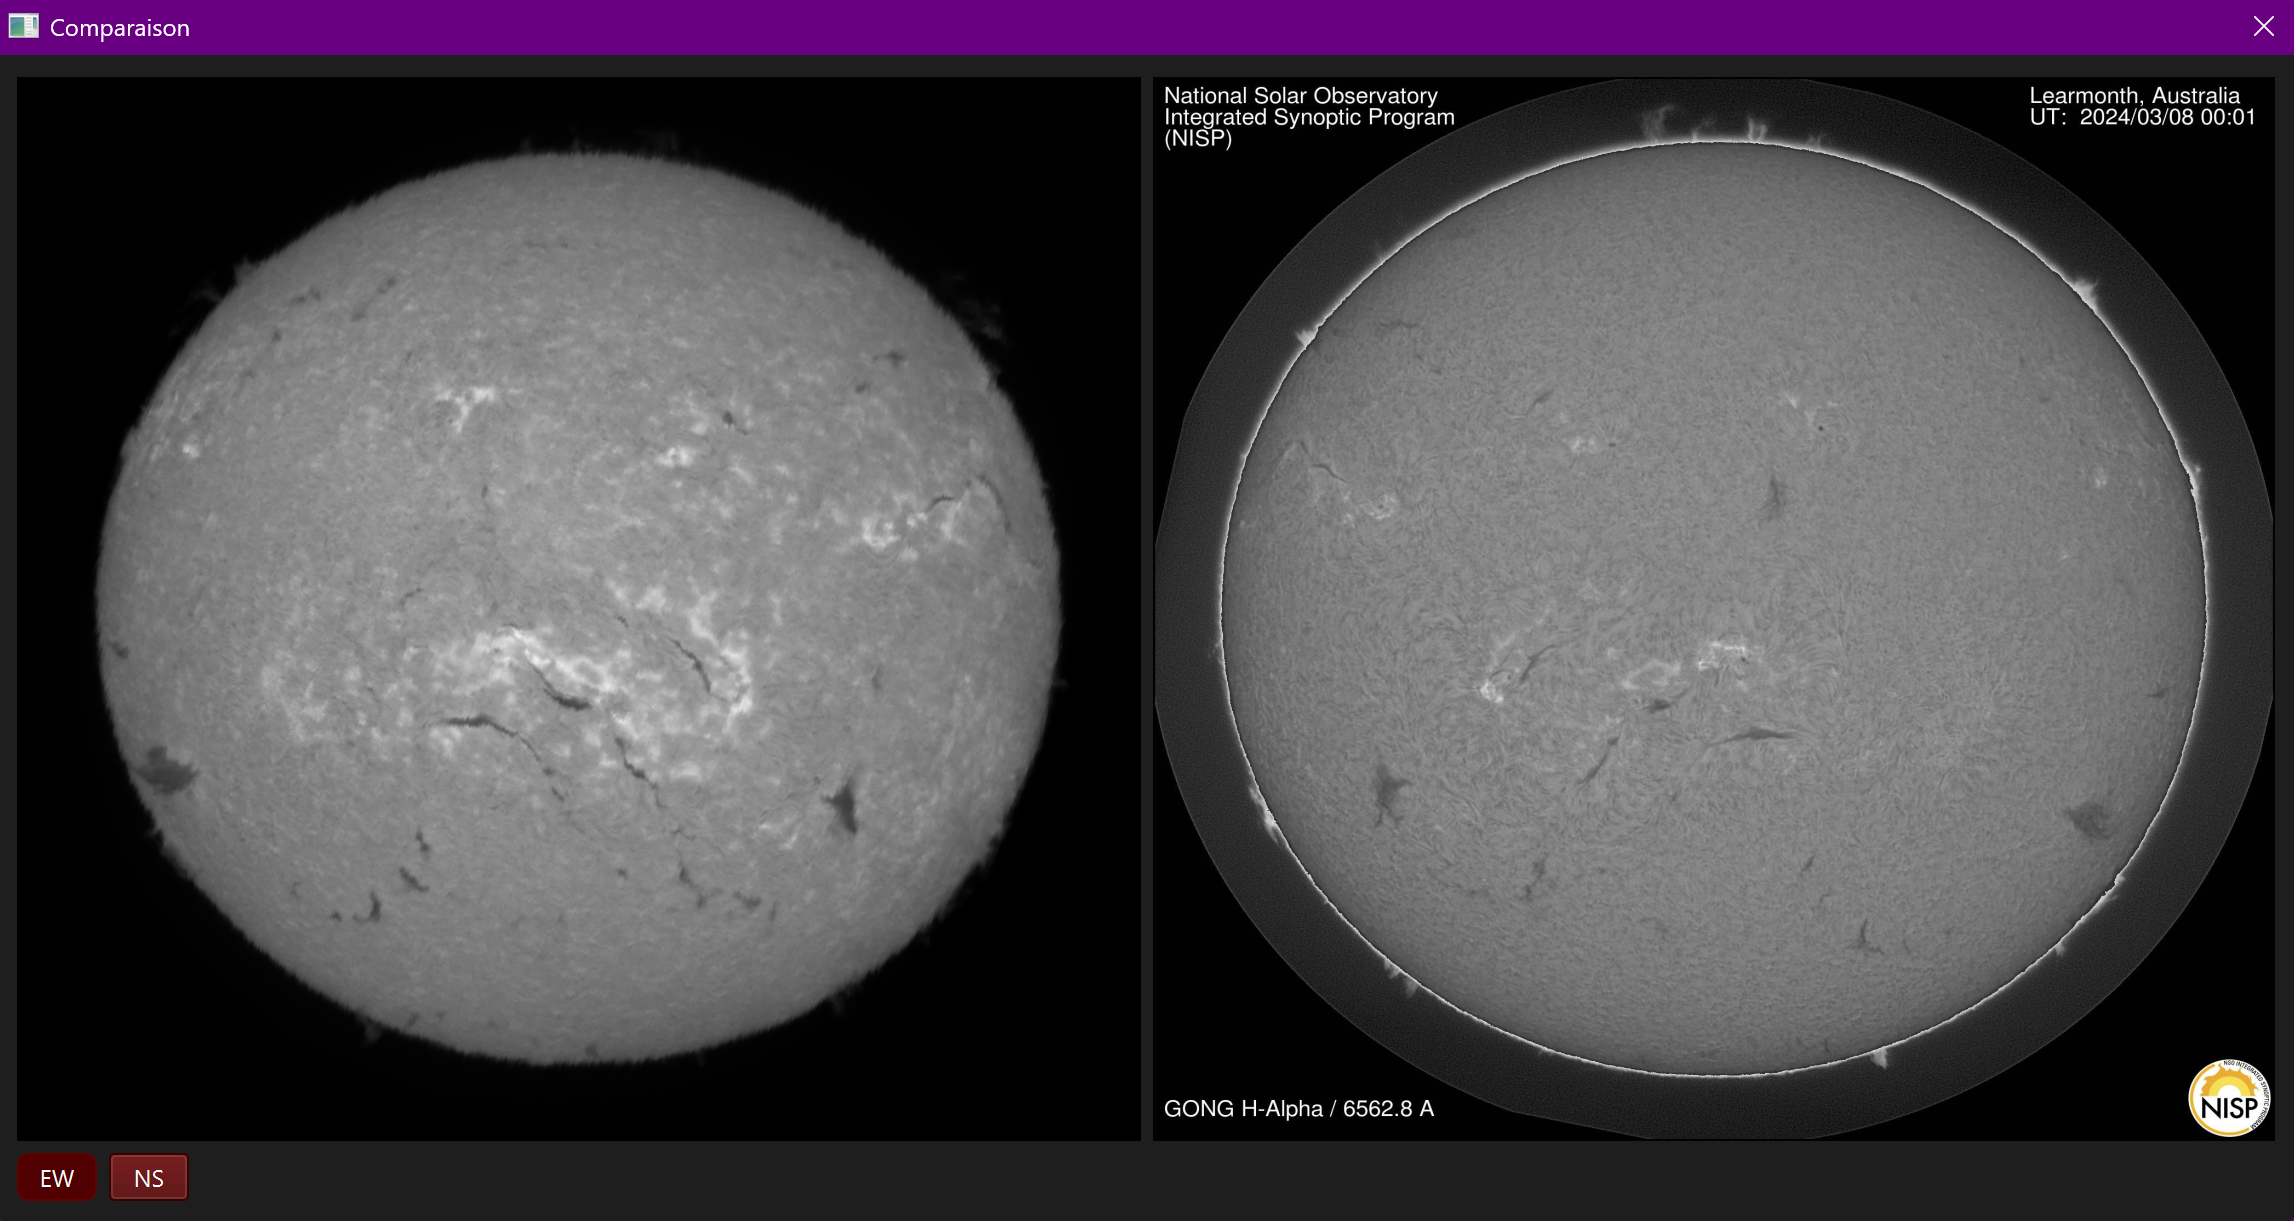 Comparaison
National Solar Observatory
Integrated Synoptic Program
(NISP)
Learmonth, Australia
UT: 2024/03/08 00:01
GONG H-Alpha / 6562.8 A
NISP
EW
NS